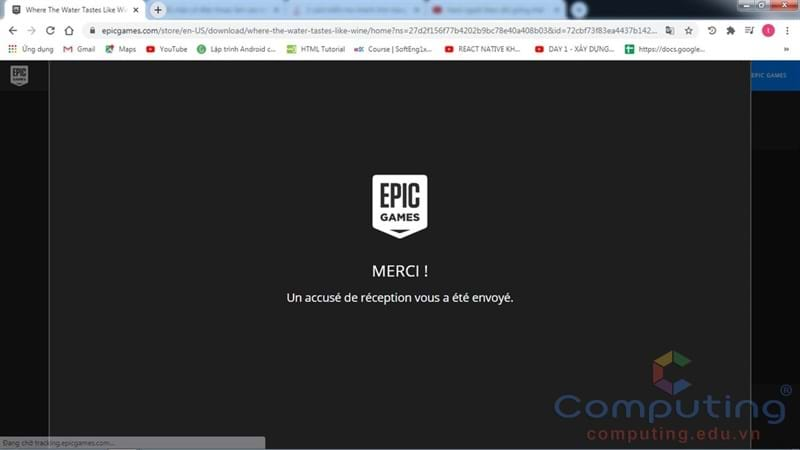 Where The Water Tastes Like Wi
epicgames.com/store/en-US/download/where-the-water-tastes-like-wine/home?ns=27d2f156f77b4202b9bc78e40a408b03&id=72cbf73f83ea4437b142...
t
Ứng dụng Gmail Maps YouTube Lập trình Android c... HTML Tutorial Course | SoftEng1x... REACT NATIVE KH... DAY 1 - XÂY DỰNG... https://docs.google... »
EPIC GAMES
EPIC GAMES
EPIC
GAMES
MERCI !
Un accusé de réception vous a été envoyé.
Computing®
computing.edu.vn
Đang chờ tracking.epicgames.com...